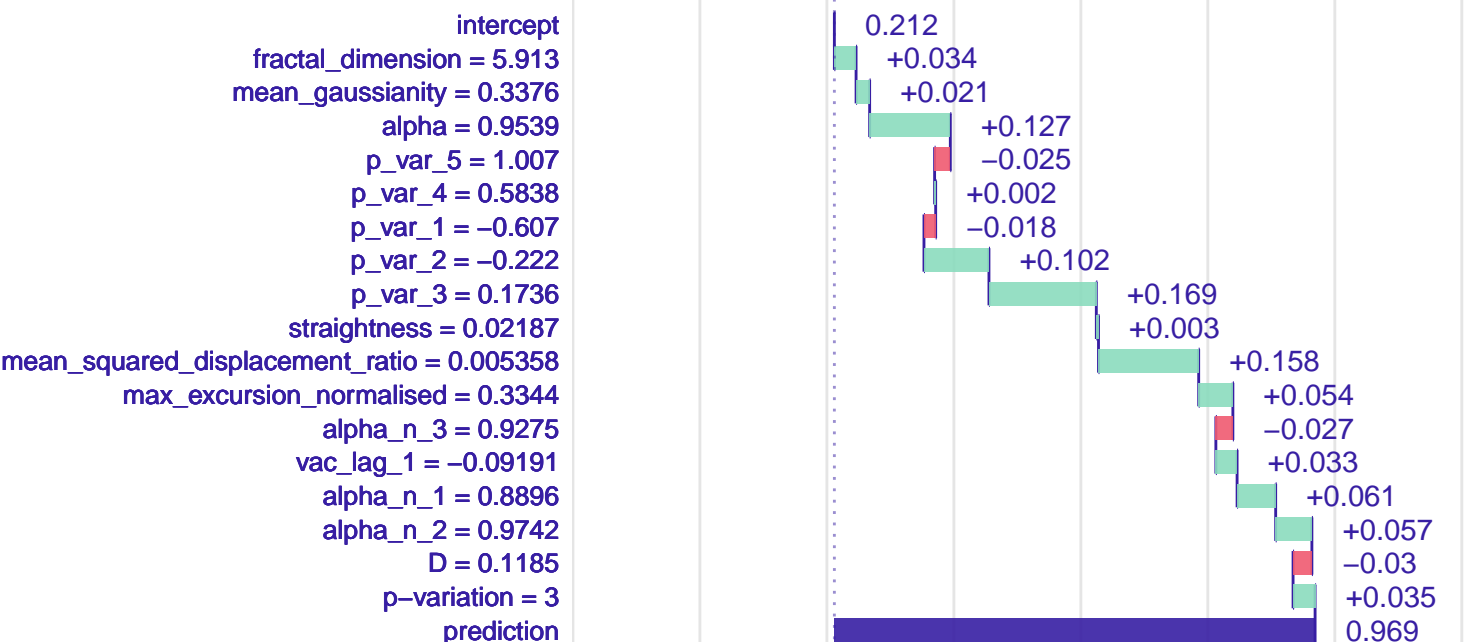 intercept 0.212
fractal_dimension = 5.913 +0.034
mean_gaussianity = 0.3376 +0.021
alpha = 0.9539 +0.127
p_var_5 = 1.007 −0.025
p_var_4 = 0.5838 +0.002
p_var_1 = −0.607 −0.018
p_var_2 = −0.222 +0.102
p_var_3 = 0.1736 +0.169
straightness = 0.02187 +0.003
mean_squared_displacement_ratio = 0.005358 +0.158
max_excursion_normalised = 0.3344 +0.054
alpha_n_3 = 0.9275 −0.027
vac_lag_1 = −0.09191 +0.033
alpha_n_1 = 0.8896 +0.061
alpha_n_2 = 0.9742 +0.057
D = 0.1185 −0.03
p−variation = 3 +0.035
prediction 0.969